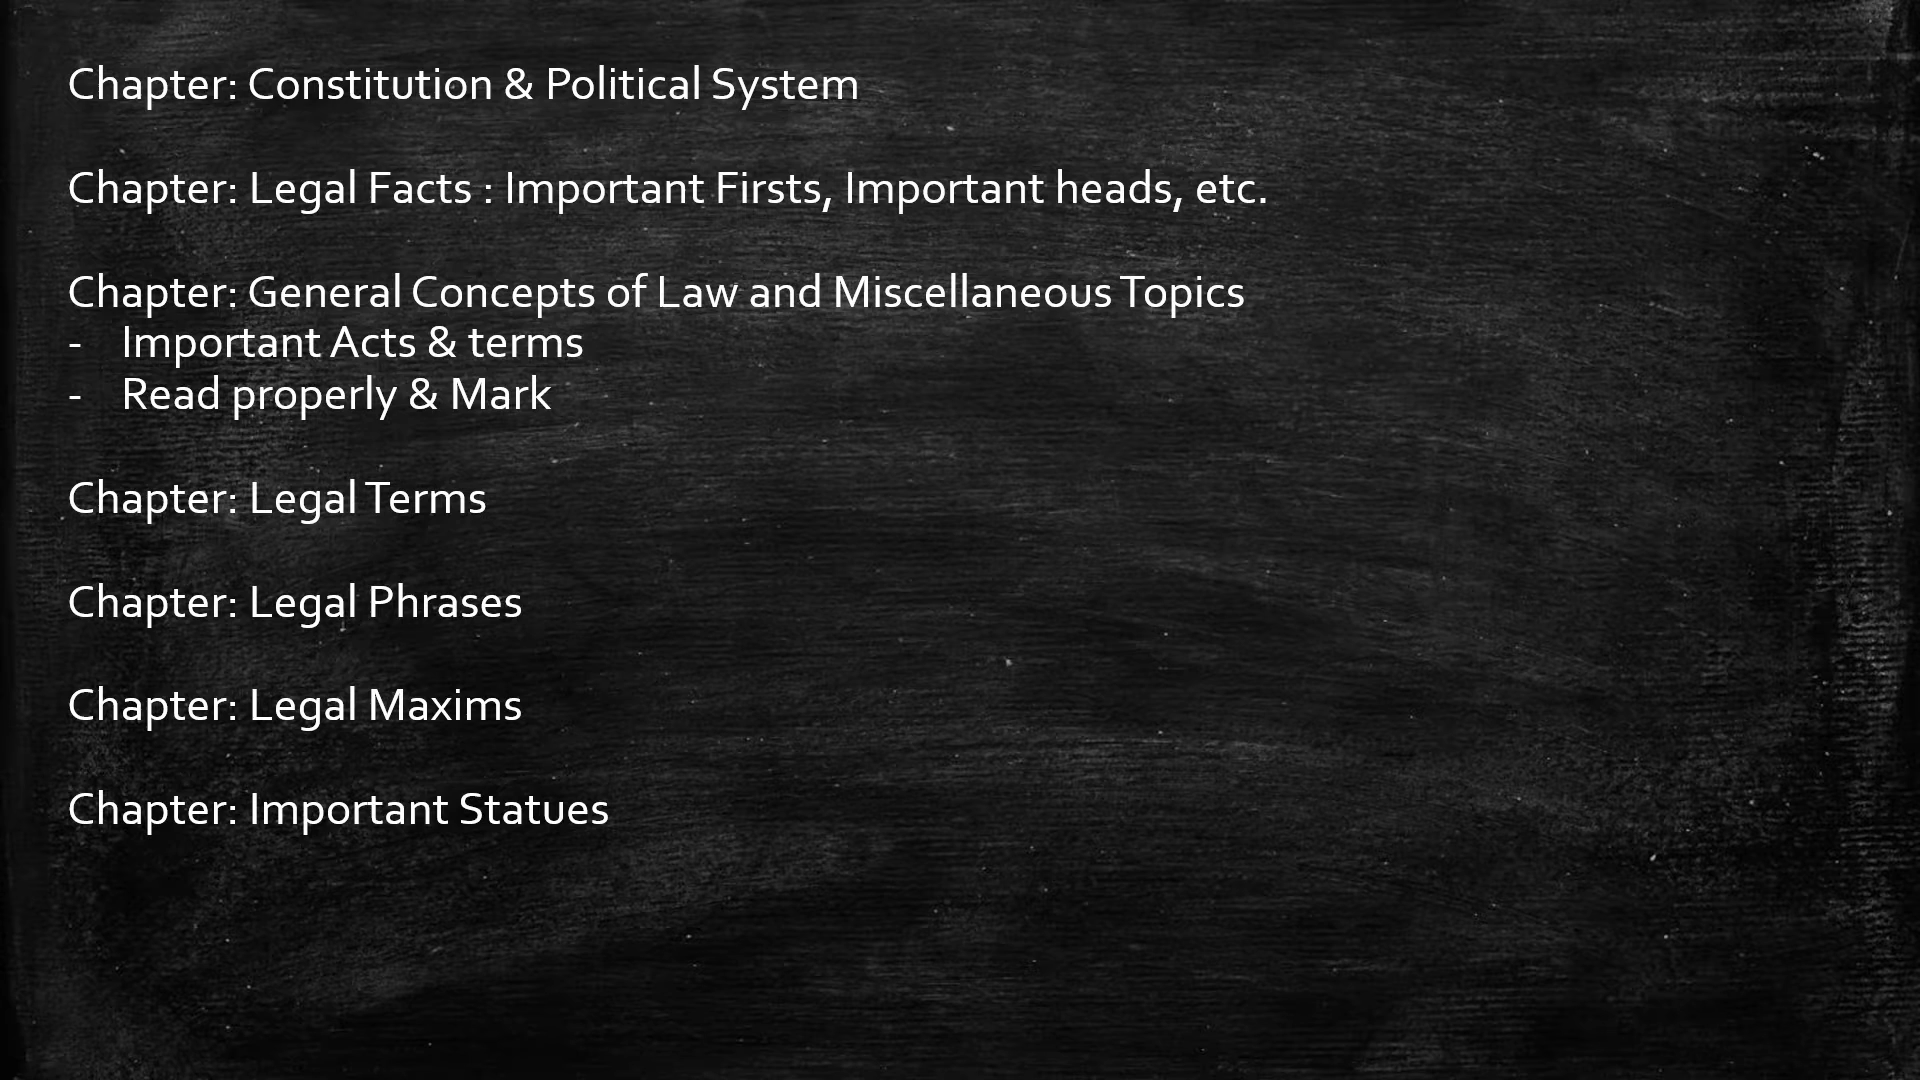 Chapter: Constitution & Political System
Chapter: Legal Facts : Important Firsts, Important heads, etc.
Chapter: General Concepts of Law and Miscellaneous Topics
- Important Acts & terms
- Read properly & Mark
Chapter: Legal Terms
Chapter: Legal Phrases
Chapter: Legal Maxims
Chapter: Important Statues